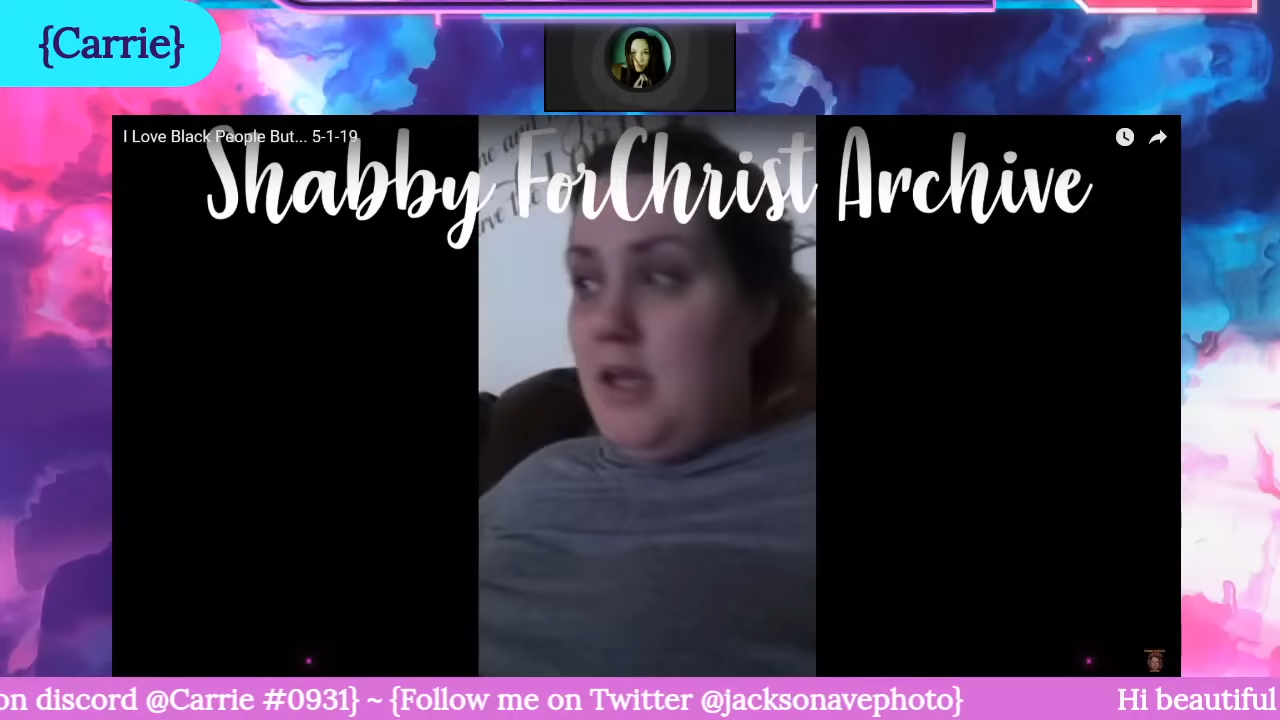 {Carrie}
I Love Black People But... 5-1-19
Shabby ForChrist Archive
on discord @Carrie #0931} ~ {Follow me on Twitter @jacksonavephoto}
Hi beautiful